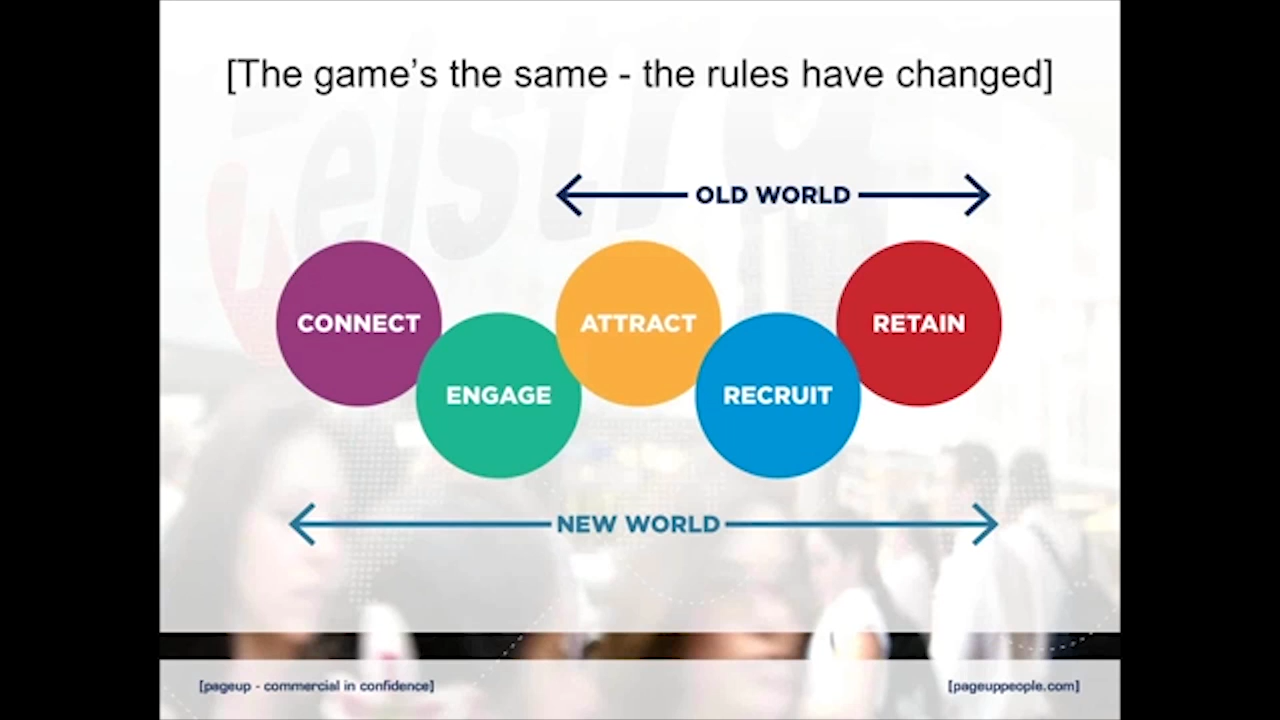 [The game's the same - the rules have changed]
OLD WORLD
CONNECT
ENGAGE
ATTRACT
RECRUIT
RETAIN
NEW WORLD
[pageup - commercial in confidence]
[pageuppeople.com]
Telstra